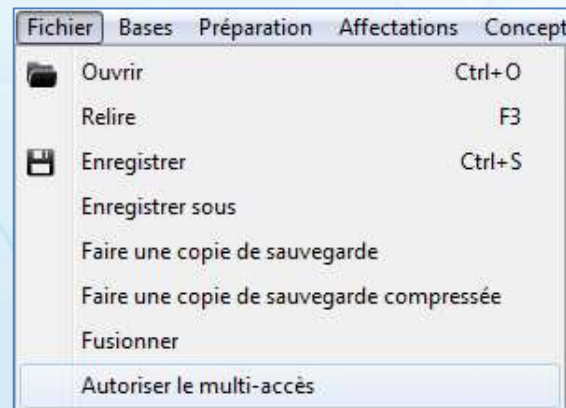 Fichier Bases Préparation Affectations Concept
Ouvrir Ctrl+O
Relire F3
Enregistrer Ctrl+S
Enregistrer sous
Faire une copie de sauvegarde
Faire une copie de sauvegarde compressée
Fusionner
Autoriser le multi-accès